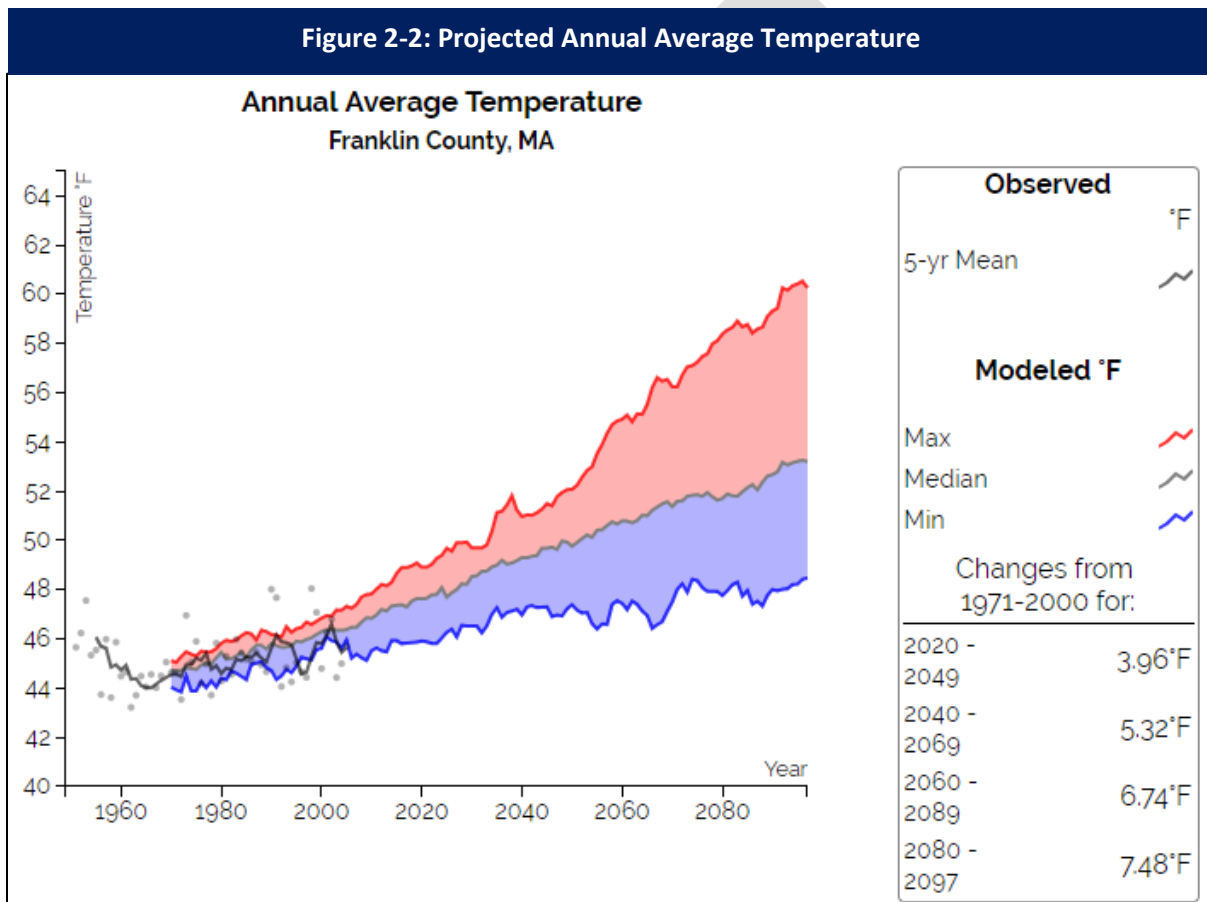 Figure 2-2: Projected Annual Average Temperature
Annual Average Temperature
Franklin County, MA
Temperature °F
64
62
60
58
56
54
52
50
48
46
44
42
40
Year
1960 1980 2000 2020 2040 2060 2080
Observed
°F
5-yr Mean
Modeled °F
Max
Median
Min
Changes from
1971-2000 for:
2020 -
2049
3.96°F
2040 -
2069
5.32°F
2060 -
2089
6.74°F
2080 -
2097
7.48°F